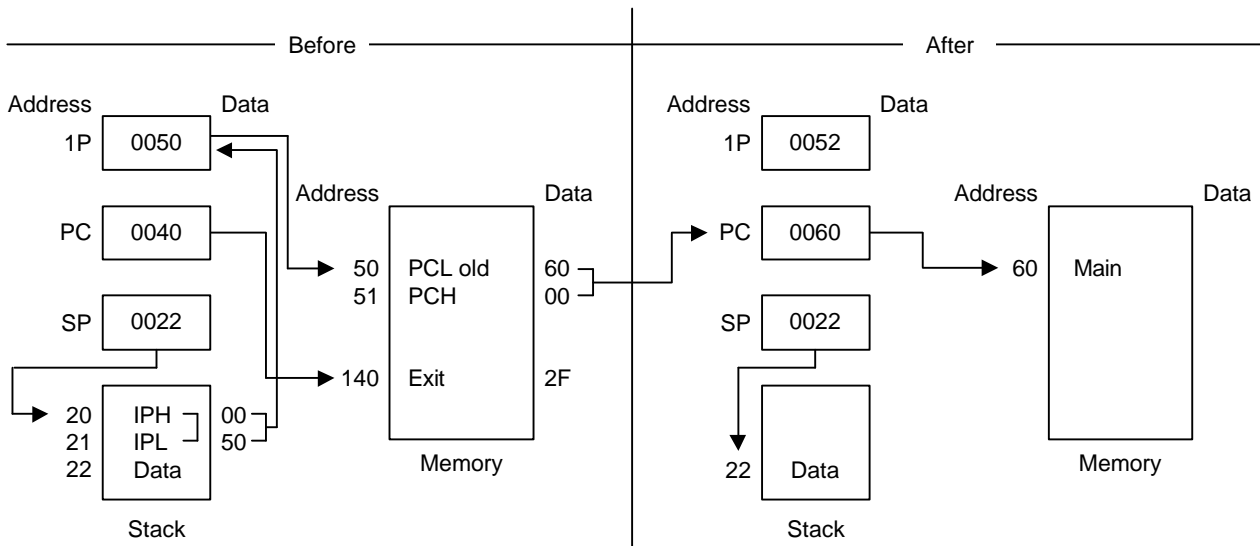 Before
After
Address Data
1P 0050
PC 0040
SP 0022
20 IPH 00
21 IPL 50
22 Data
Stack
Address Data
50 PCL old 60
51 PCH 00
140 Exit 2F
Memory
Address Data
1P 0052
PC 0060
SP 0022
22 Data
Stack
Address Data
60 Main
Memory